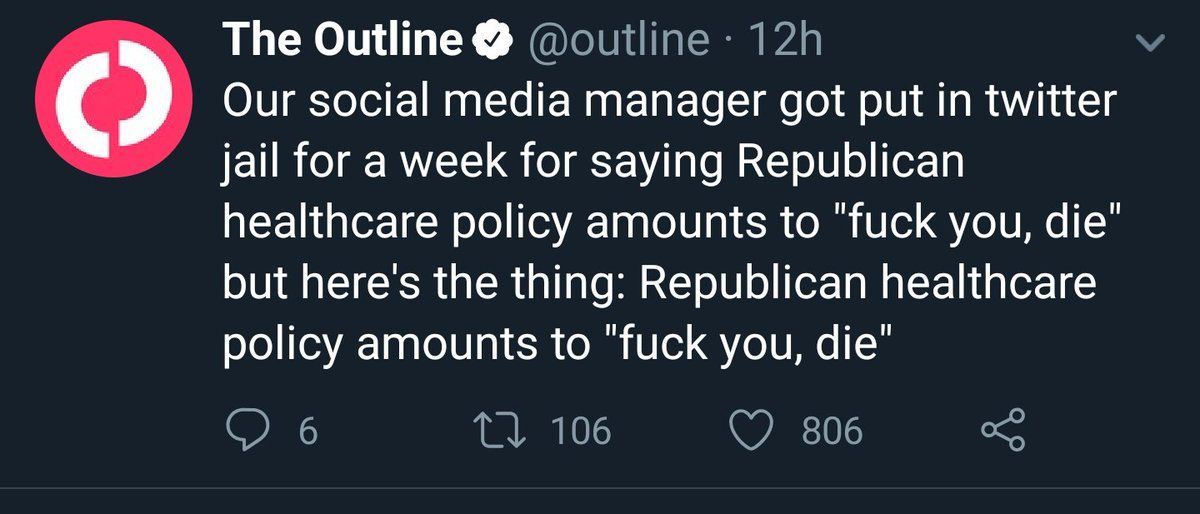 The Outline @outline · 12h
Our social media manager got put in twitter
jail for a week for saying Republican
healthcare policy amounts to "fuck you, die"
but here's the thing: Republican healthcare
policy amounts to "fuck you, die"
6 106 806